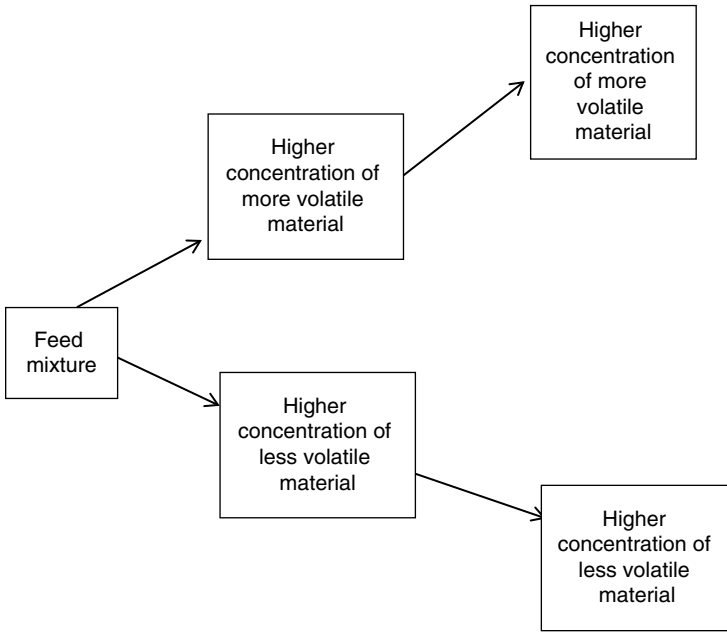 Higher
concentration
of more
volatile
material
Higher
concentration of
more volatile
material
Feed
mixture
Higher
concentration of
less volatile
material
Higher
concentration of
less volatile
material